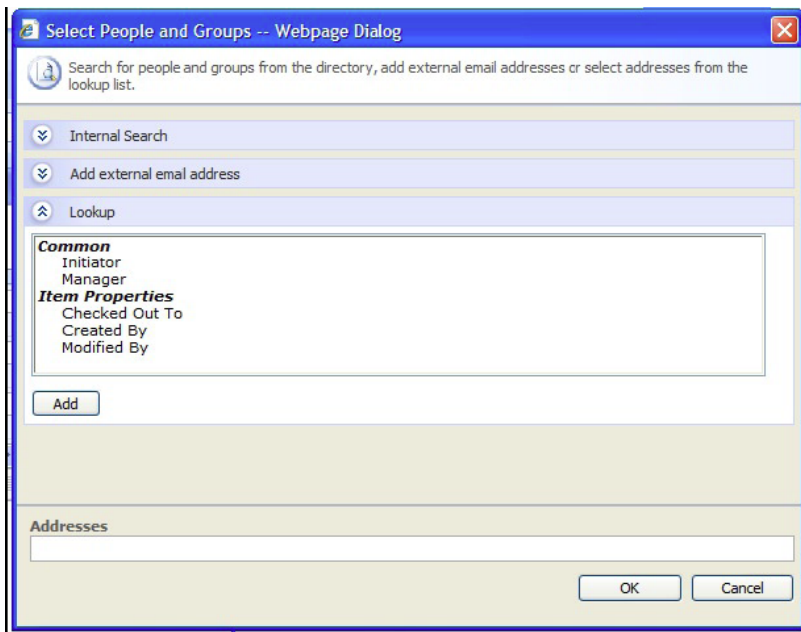 Select People and Groups -- Webpage Dialog
Search for people and groups from the directory, add external email addresses or select addresses from the
lookup list.
Internal Search
Add external emal address
Lookup
Common
Initiator
Manager
Item Properties
Checked Out To
Created By
Modified By
Add
Addresses
OK
Cancel